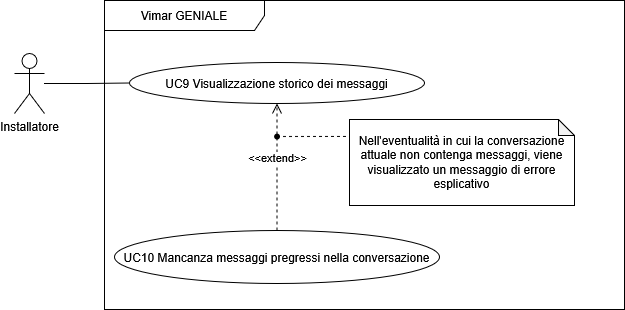 Vimar GENIALE
UC9 Visualizzazione storico dei messaggi
Installatore
Nell'eventualità in cui la conversazione
attuale non contenga messaggi, viene
visualizzato un messaggio di errore
esplicativo
<<extend>>
UC10 Mancanza messaggi pregressi nella conversazione